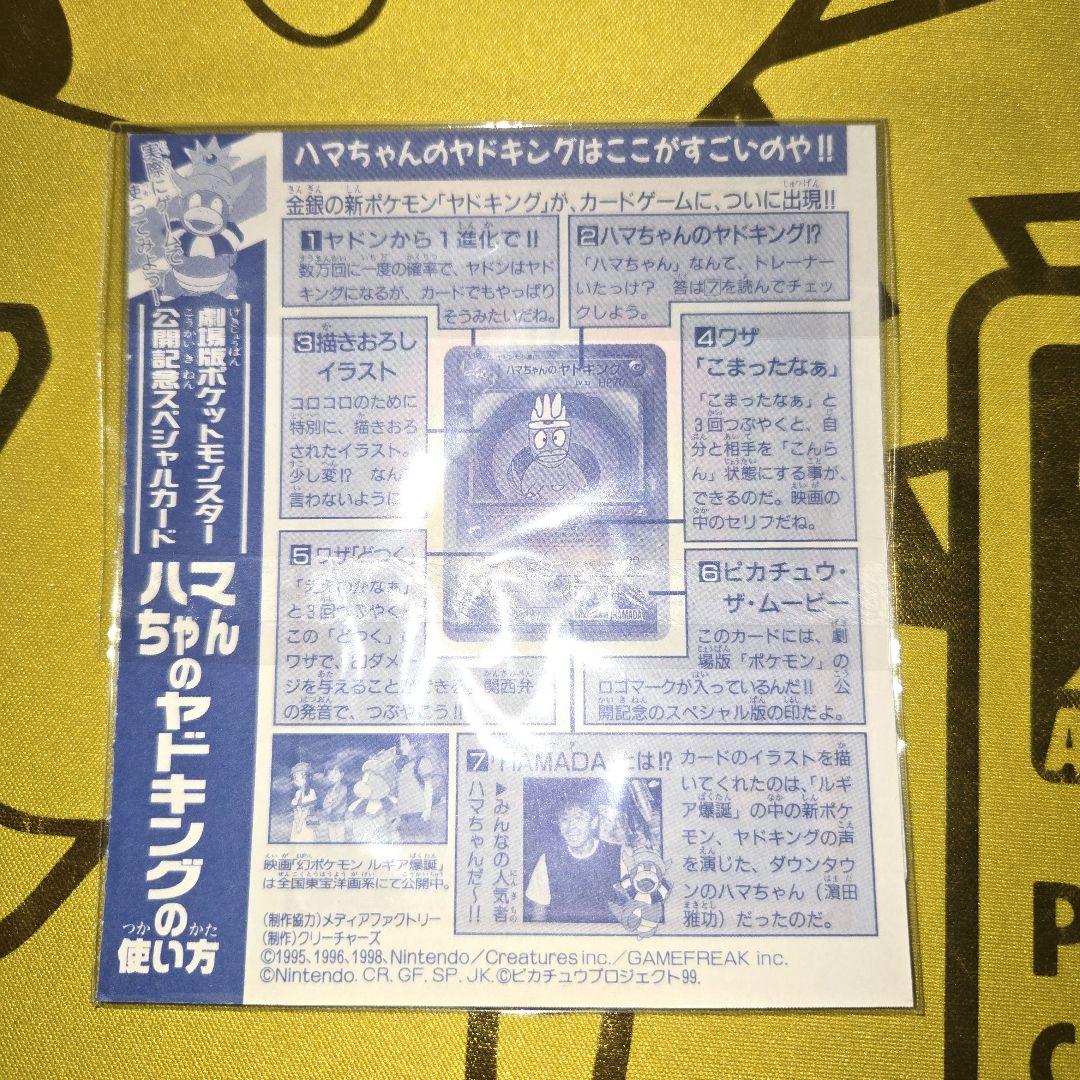 ハマちゃんのヤドキングはここがすごいのや!!
金銀の新ポケモン「ヤドキング」が、カードゲームに、ついに出現!!
実際にゲームで
使ってみよう!
劇場版ポケットモンスター
公開記念スペシャルカード
ハマちゃんのヤドキングの
使い方
1 ヤドンから1進化で!!
数万回に一度の確率で、ヤドンはヤド
キングになるが、カードでもやっぱり
そうみたいだね。
2 ハマちゃんのヤドキング!?
「ハマちゃん」なんて、トレーナー
いたっけ? 答は7を読んでチェッ
クしよう。
3 描きおろし
イラスト
コロコロのために
特別に、描きおろ
されたイラスト。
少し変!? なん
言わないように
ハマちゃんのヤドキング
HP70
4 ワザ
「こまったなぁ」
「こまったなぁ」と
3回つぶやくと、自
分と相手を「こんら
ん」状態にする事が、
できるのだ。映画の
中のセリフだね。
5 ワザ「どつく」
と3回つぶやく
この「どつく」
ワザで、
ダメー
ジを与えることができる。関西弁
の発音で、つぶやこう!!
6 ピカチュウ・
ザ・ムービー
このカードには、劇
場版「ポケモン」の
ロゴマークが入っているんだ!! 公
開記念のスペシャル版の印だよ。
映画「幻ポケモン ルギア爆誕」
は全国東宝洋画系にて公開中。
7 HAMADA とは!?
▶みんなの人気者
ハマちゃんだ〜!!
カードのイラストを描
いてくれたのは、「ルギ
ア爆誕」の中の新ポケ
モン、ヤドキングの声
を演じた、ダウンタウ
ンのハマちゃん(濱田
雅功)だったのだ。
(制作協力)メディアファクトリー
(制作)クリーチャーズ
©1995、1996、1998、Nintendo/Creatures inc./GAMEFREAK inc.
©Nintendo. CR. GF. SP. JK. ©ピカチュウプロジェクト99.
A
P
C